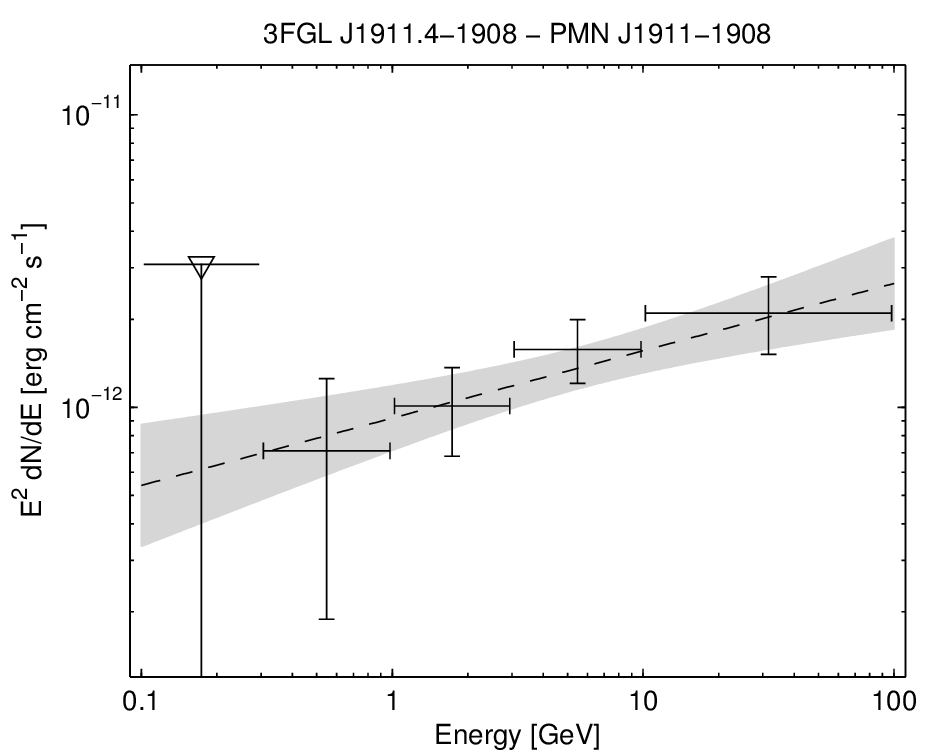 3FGL J1911.4−1908 − PMN J1911−1908
10⁻¹¹
10⁻¹²
E² dN/dE [erg cm⁻² s⁻¹]
0.1 1 10 100
Energy [GeV]